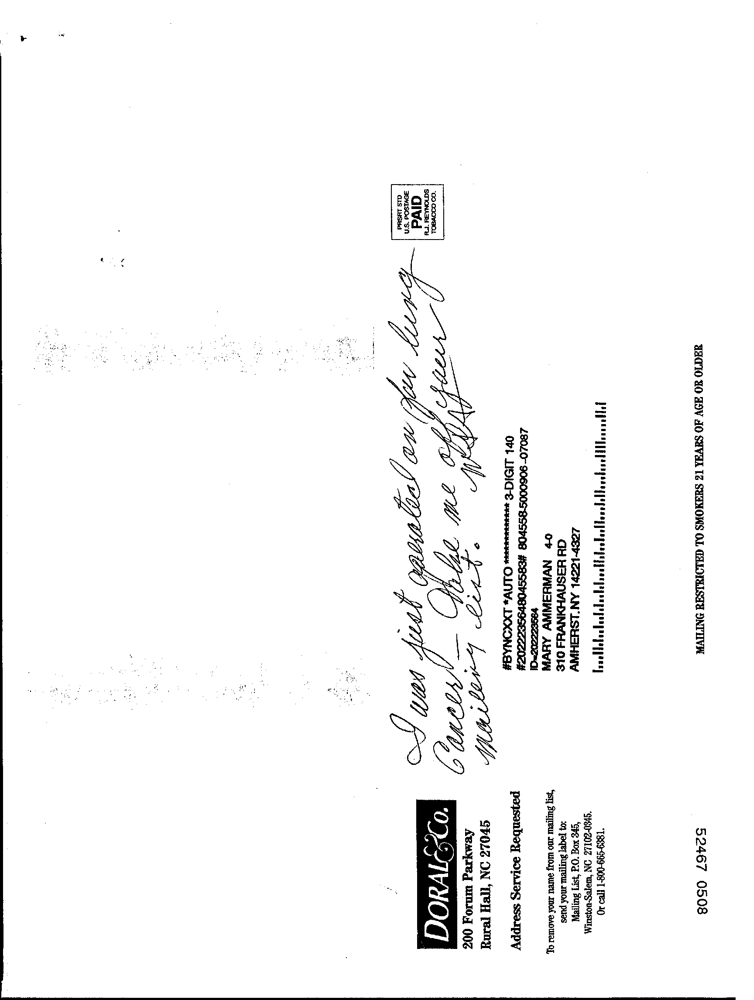 PRSRT STD
U.S. POSTAGE
PAID
R.J. REYNOLDS
TOBACCO CO.
I was just operated on for lung
Cancer – Take me off your
mailing list.
DORAL & Co.
200 Forum Parkway
Rural Hall, NC 27045
Address Service Requested
To remove your name from our mailing list,
send your mailing label to:
Mailing List, P.O. Box 345,
Winston-Salem, NC 27102-0345.
Or call 1-800-665-6381.
#BYNCXXT *AUTO ************** 3-DIGIT 140
#2022235648045583# 804558-5000906-07087
ID=202223564
MARY AMMERMAN 4-0
310 FRANKHAUSER RD
AMHERST, NY 14221-4327
MAILING RESTRICTED TO SMOKERS 21 YEARS OF AGE OR OLDER
52467 0508